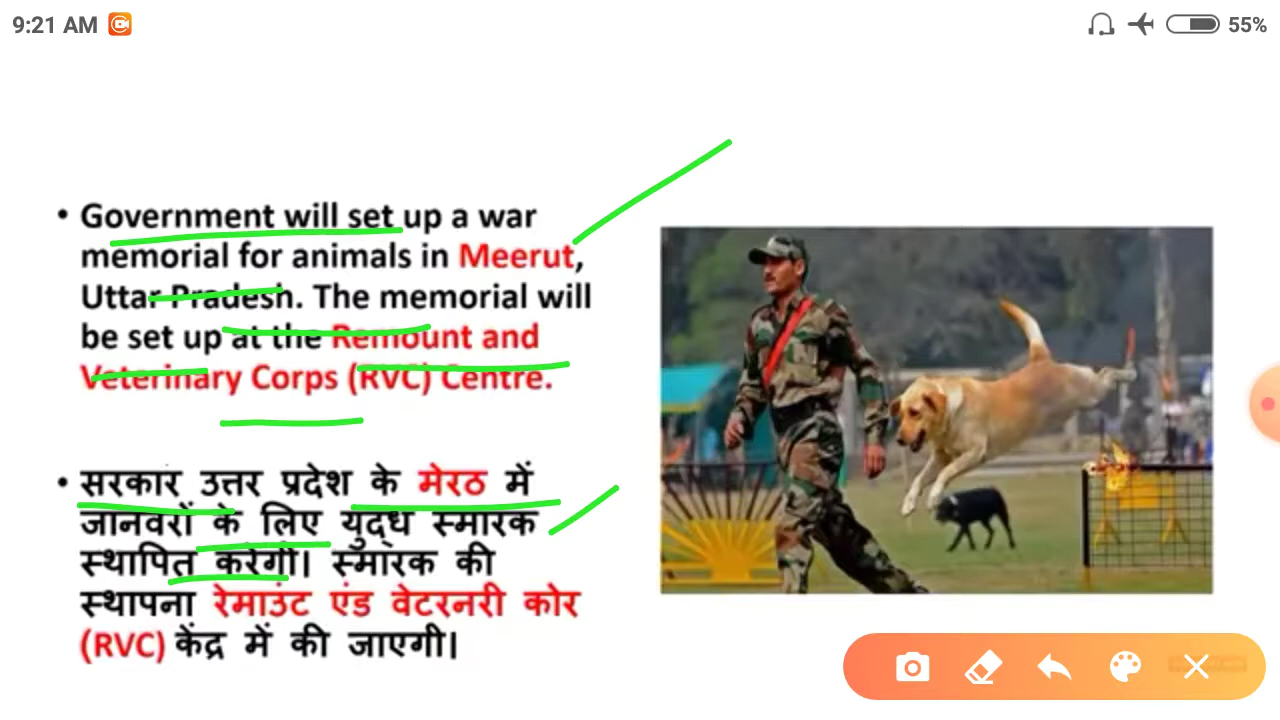 9:21 AM
55%
• Government will set up a war
memorial for animals in Meerut,
Uttar Pradesh. The memorial will
be set up at the Remount and
Veterinary Corps (RVC) Centre.
• सरकार उत्तर प्रदेश के मेरठ में
जानवरों के लिए युद्ध स्मारक
स्थापित करेगी। स्मारक की
स्थापना रेमाउंट एंड वेटरनरी कोर
(RVC) केंद्र में की जाएगी।